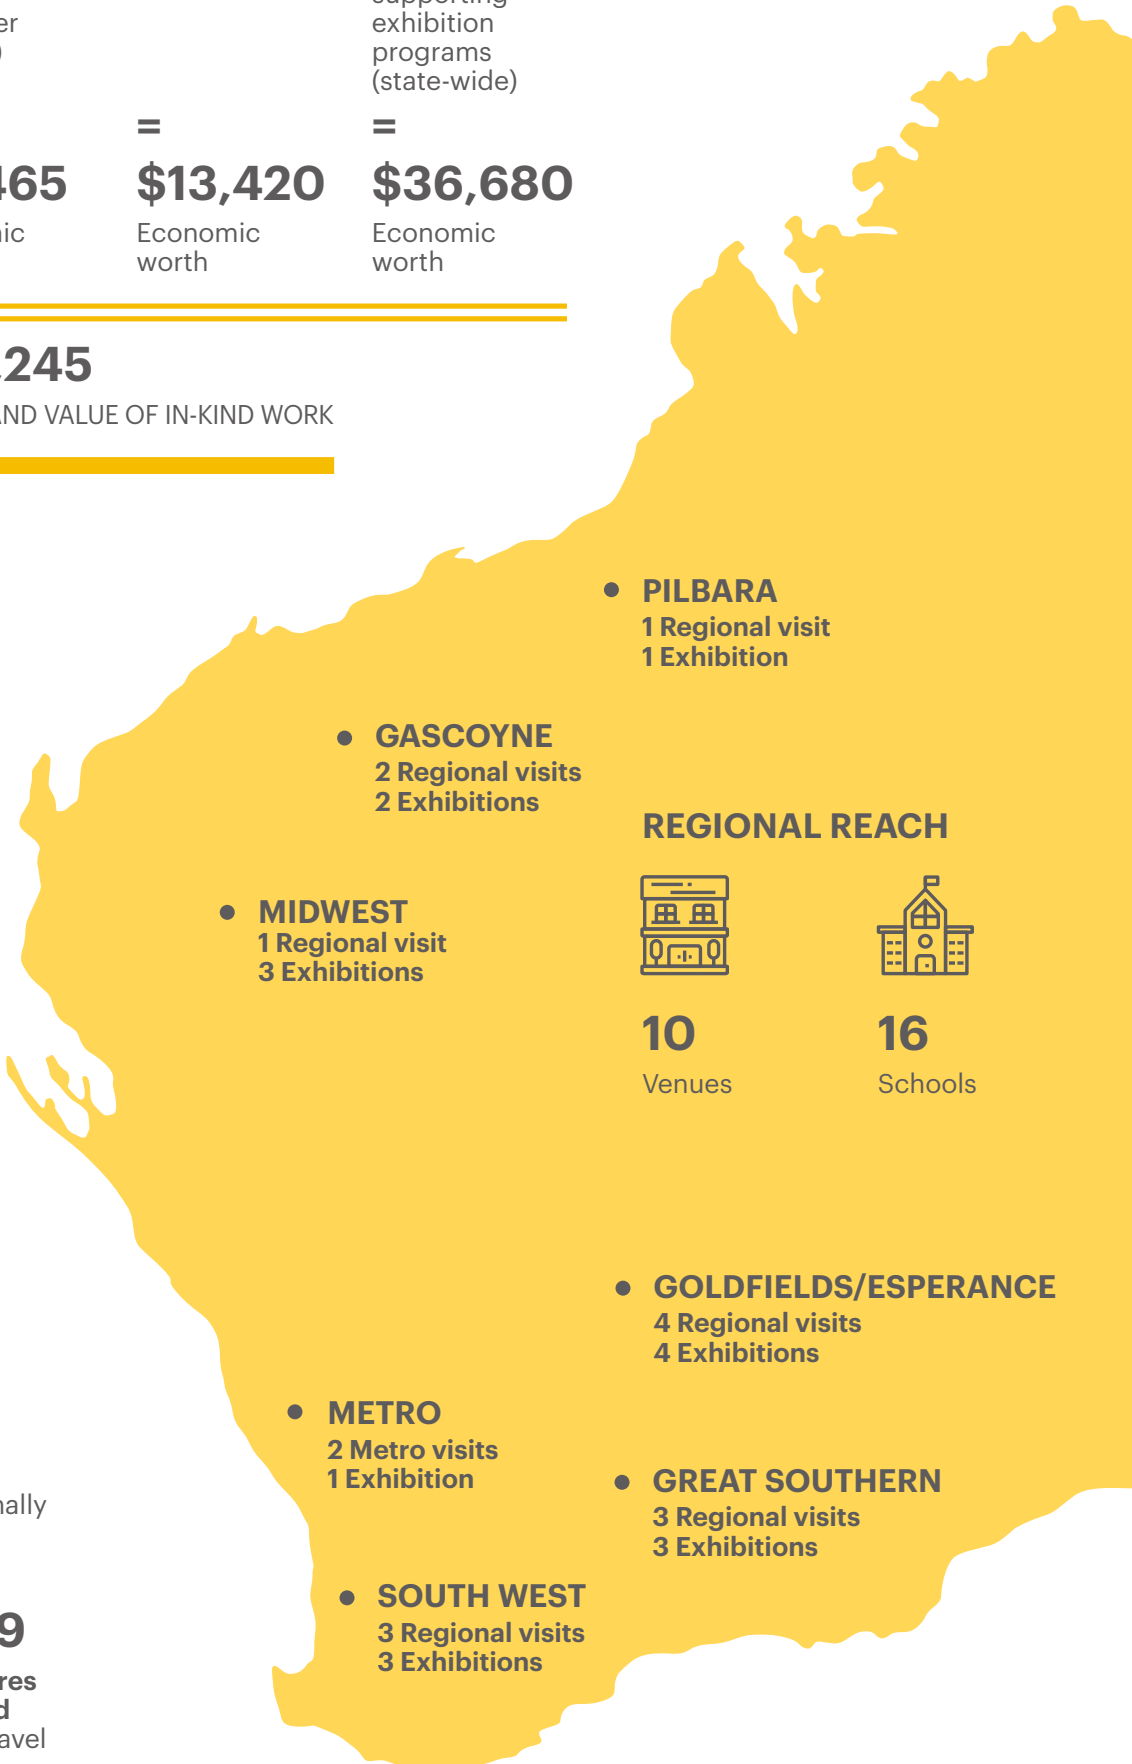 exhibition
programs
(state-wide)
= =
$13,420 $36,680
Economic Economic
worth worth
245
AND VALUE OF IN-KIND WORK
PILBARA
1 Regional visit
1 Exhibition
GASCOYNE
2 Regional visits
2 Exhibitions
REGIONAL REACH
MIDWEST
1 Regional visit
3 Exhibitions
10 16
Venues Schools
GOLDFIELDS/ESPERANCE
4 Regional visits
4 Exhibitions
METRO
2 Metro visits
1 Exhibition
GREAT SOUTHERN
3 Regional visits
3 Exhibitions
SOUTH WEST
3 Regional visits
3 Exhibitions